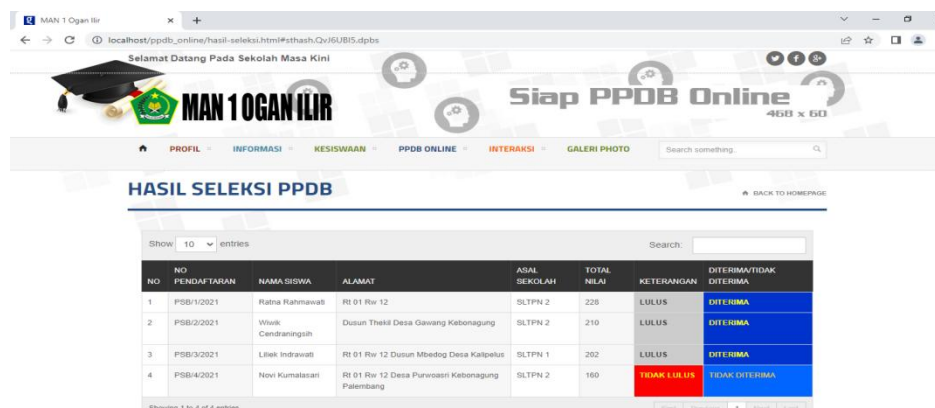 MAN 1 Ogan Ilir
localhost/ppdb_online/hasil-seleksi.html#sthash.QvJ6UBI5.dpbs
Selamat Datang Pada Sekolah Masa Kini
MAN 1 OGAN ILIR
Siap PPDB Online
468 x 60
PROFIL INFORMASI KESISWAAN PPDB ONLINE INTERAKSI GALERI PHOTO Search something.
HASIL SELEKSI PPDB
BACK TO HOMEPAGE
Show 10 entries Search:
NO NO PENDAFTARAN NAMA SISWA ALAMAT ASAL SEKOLAH TOTAL NILAI KETERANGAN DITERIMA/TIDAK DITERIMA
1 PSB/1/2021 Ratna Rahmawati Rt 01 Rw 12 SLTPN 2 228 LULUS DITERIMA
2 PSB/2/2021 Wiwik Cendraningsih Dusun Thekil Desa Gawang Kebonagung SLTPN 2 210 LULUS DITERIMA
3 PSB/3/2021 Liliek Indrawati Rt 01 Rw 12 Dusun Mbedog Desa Kalipelus SLTPN 1 202 LULUS DITERIMA
4 PSB/4/2021 Novi Kumalasari Rt 01 Rw 12 Desa Purwoasri Kebonagung Palembang SLTPN 2 160 TIDAK LULUS TIDAK DITERIMA
Showing 1 to 4 of 4 entries